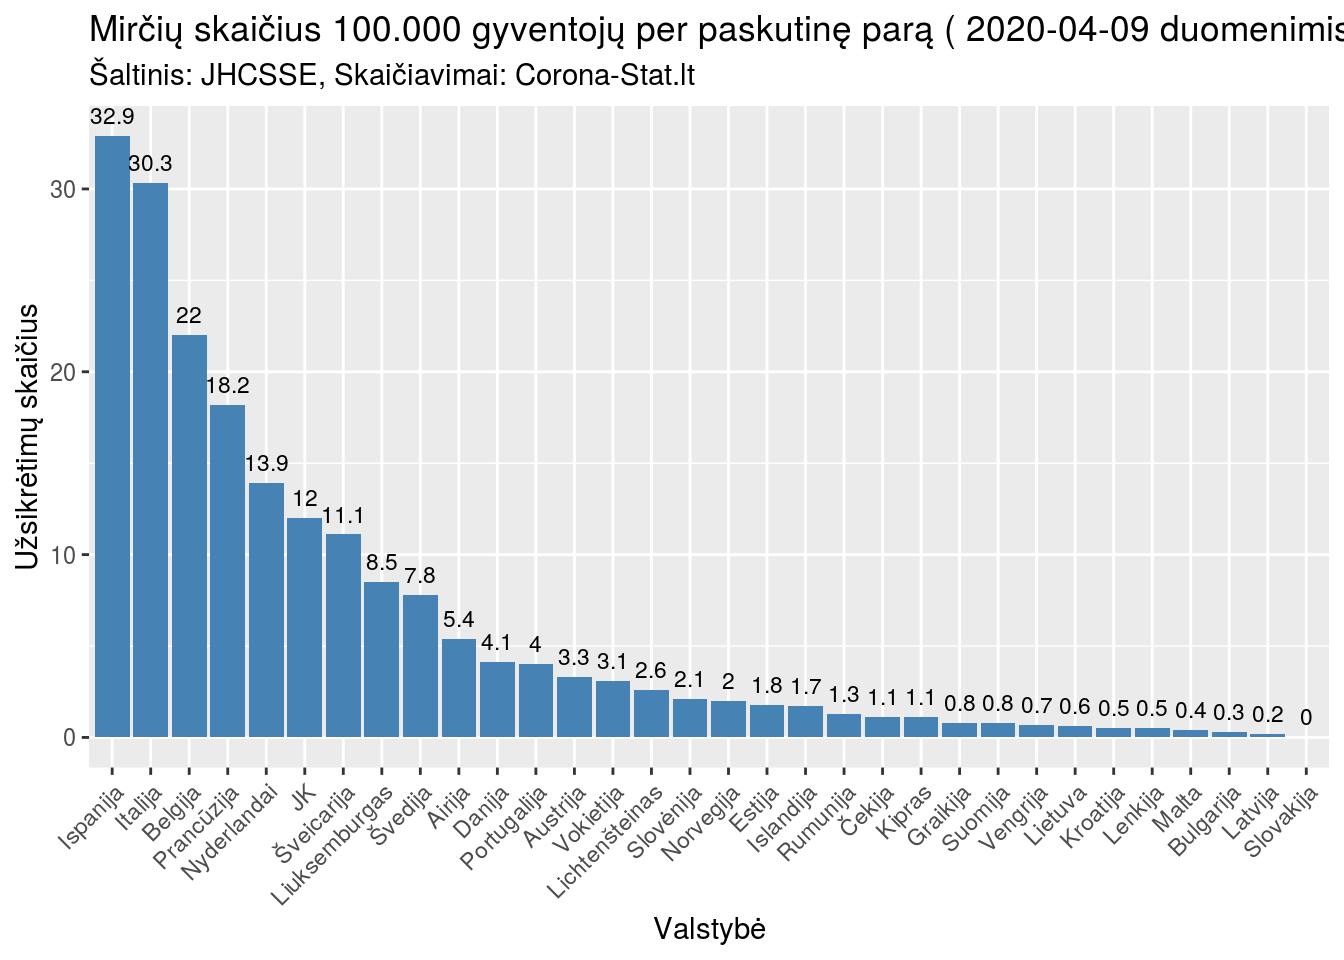 Mirčių skaičius 100.000 gyventojų per paskutinę parą ( 2020-04-09 duomenimis
Šaltinis: JHCSSE, Skaičiavimai: Corona-Stat.lt
Užsikrėtimų skaičius
30
20
10
0
32.9
30.3
22
18.2
13.9
12
11.1
8.5
7.8
5.4
4.1
4
3.3
3.1
2.6
2.1
2
1.8
1.7
1.3
1.1
1.1
0.8
0.8
0.7
0.6
0.5
0.5
0.4
0.3
0.2
0
Ispanija
Italija
Belgija
Prancūzija
Nyderlandai
JK
Šveicarija
Liuksemburgas
Švedija
Airija
Danija
Portugalija
Austrija
Vokietija
Lichtenšteinas
Slovėnija
Norvegija
Estija
Islandija
Rumunija
Čekija
Kipras
Graikija
Suomija
Vengrija
Lietuva
Kroatija
Lenkija
Malta
Bulgarija
Latvija
Slovakija
Valstybė